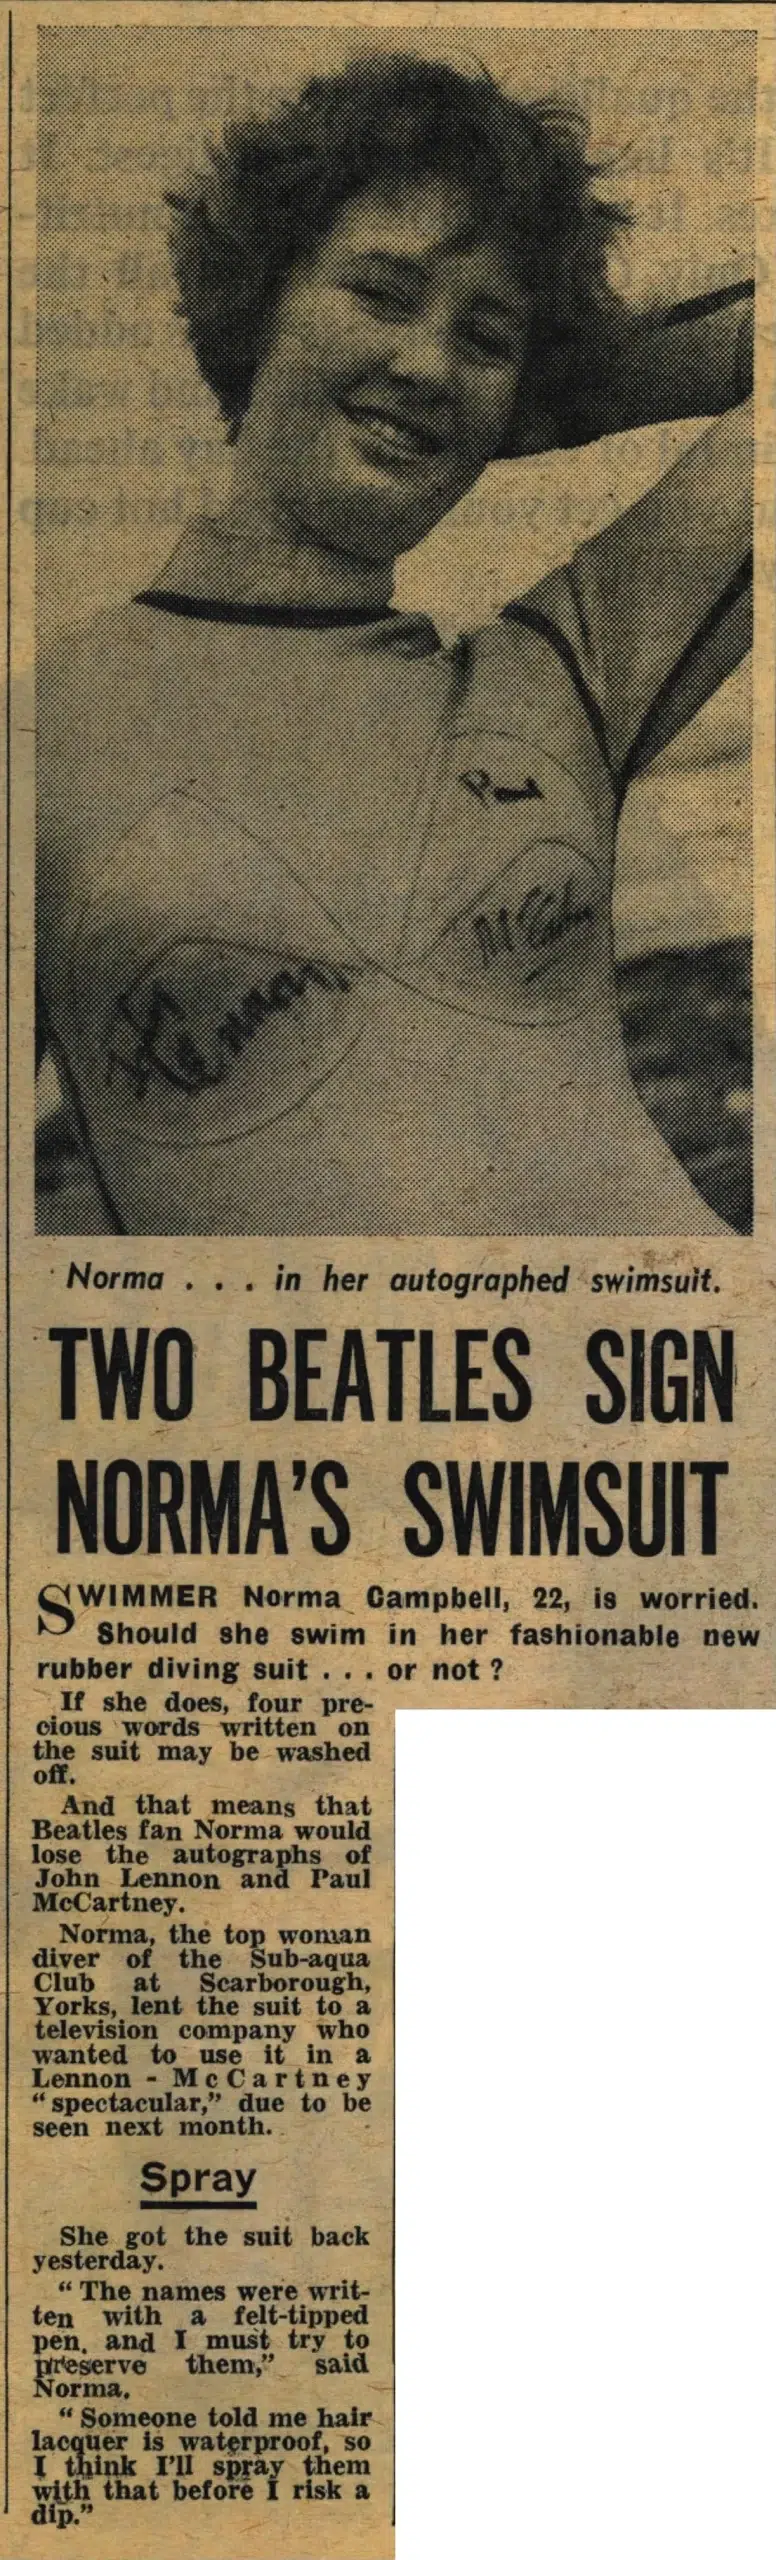 Paul
Lennon
Norma . . . in her autographed swimsuit.
TWO BEATLES SIGN
NORMA'S SWIMSUIT
SWIMMER Norma Campbell, 22, is worried.
Should she swim in her fashionable new
rubber diving suit . . . or not ?
If she does, four pre-
cious words written on
the suit may be washed
off.
And that means that
Beatles fan Norma would
lose the autographs of
John Lennon and Paul
McCartney.
Norma, the top woman
diver of the Sub-aqua
Club at Scarborough,
Yorks, lent the suit to a
television company who
wanted to use it in a
Lennon - McCartney
"spectacular," due to be
seen next month.
Spray
She got the suit back
yesterday.
"The names were writ-
ten with a felt-tipped
pen, and I must try to
preserve them," said
Norma.
"Someone told me hair
lacquer is waterproof, so
I think I'll spray them
with that before I risk a
dip."